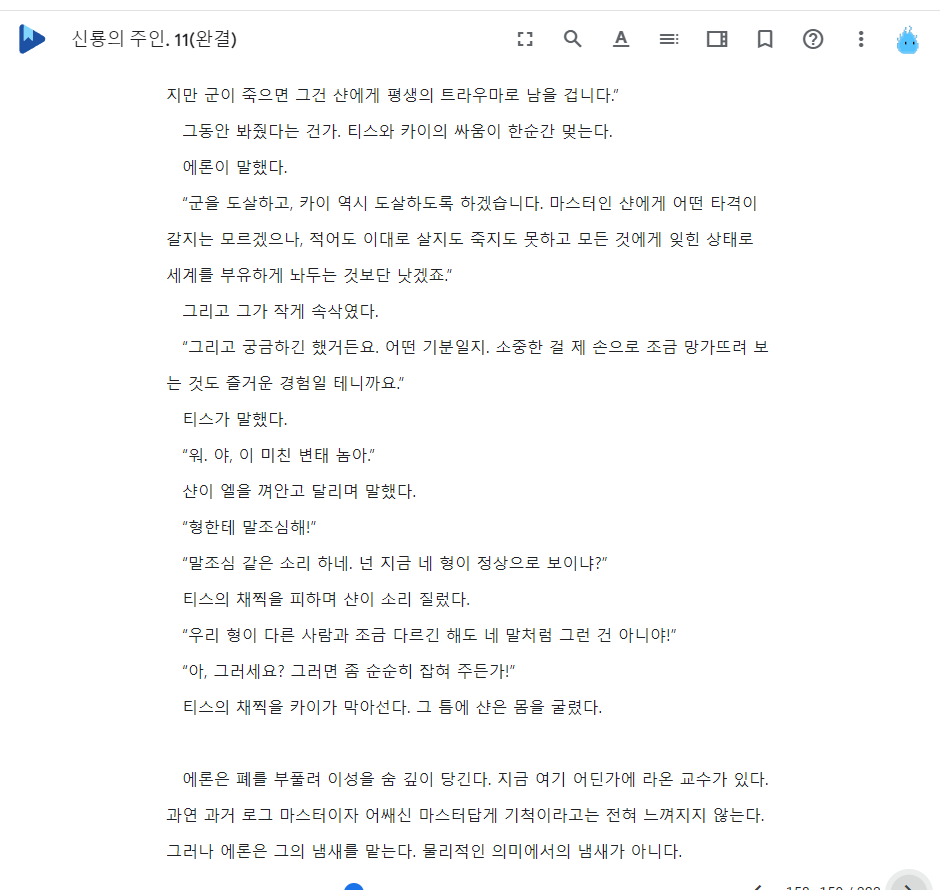 신룡의 주인. 11(완결)
지만 군이 죽으면 그건 샨에게 평생의 트라우마로 남을 겁니다.”
그동안 봐줬다는 건가. 티스와 카이의 싸움이 한순간 멎는다.
에론이 말했다.
“군을 도살하고, 카이 역시 도살하도록 하겠습니다. 마스터인 샨에게 어떤 타격이
갈지는 모르겠으나, 적어도 이대로 살지도 죽지도 못하고 모든 것에게 잊힌 상태로
세계를 부유하게 놔두는 것보단 낫겠죠.”
그리고 그가 작게 속삭였다.
“그리고 궁금하긴 했거든요. 어떤 기분일지. 소중한 걸 제 손으로 조금 망가뜨려 보
는 것도 즐거운 경험일 테니까요.”
티스가 말했다.
“워. 야, 이 미친 변태 놈아.”
샨이 엘을 껴안고 달리며 말했다.
“형한테 말조심해!”
“말조심 같은 소리 하네. 넌 지금 네 형이 정상으로 보이냐?”
티스의 채찍을 피하며 샨이 소리 질렀다.
“우리 형이 다른 사람과 조금 다르긴 해도 네 말처럼 그런 건 아니야!”
“아, 그러세요? 그러면 좀 순순히 잡혀 주든가!”
티스의 채찍을 카이가 막아선다. 그 틈에 샨은 몸을 굴렸다.
에론은 폐를 부풀려 이성을 숨 깊이 당긴다. 지금 여기 어딘가에 라온 교수가 있다.
과연 과거 로그 마스터이자 어쌔신 마스터답게 기척이라고는 전혀 느껴지지 않는다.
그러나 에론은 그의 냄새를 맡는다. 물리적인 의미에서의 냄새가 아니다.